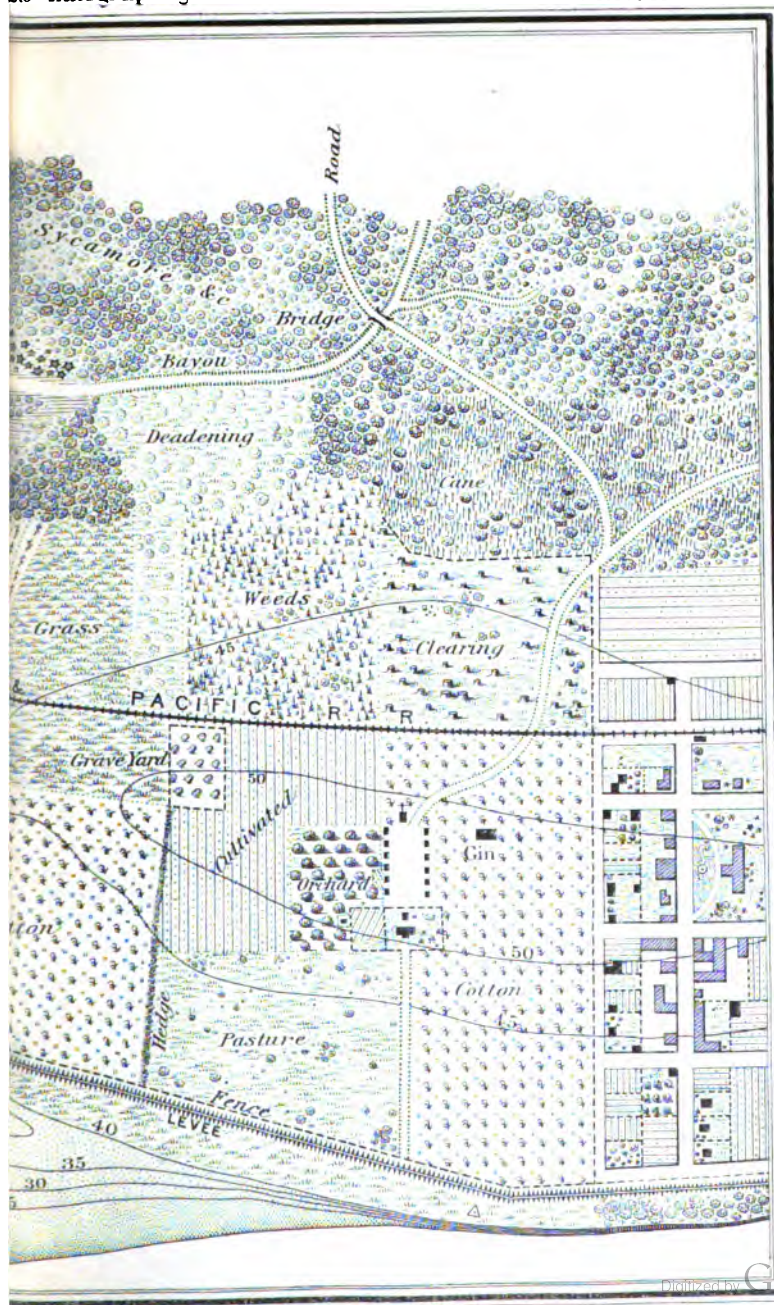 Road
Sycamore &c
Bridge
Bayou
Deadening
Cane
Weeds
Grass
45
Clearing
&
PACIFIC R R
Grave Yard
50
Cultivated
Gin
Orchard
50
Cotton
45
Hedge
Pasture
Fence
LEVEE
40
35
30
5
Digitized by G